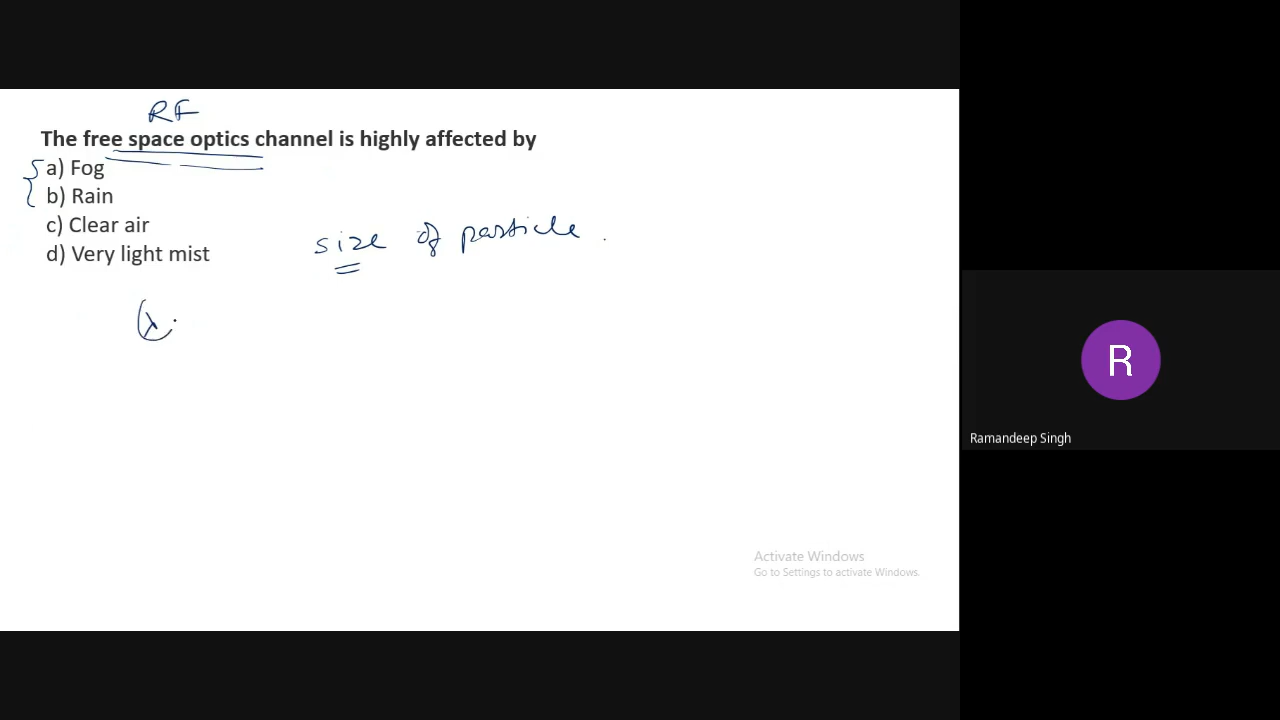 RF
The free space optics channel is highly affected by
a) Fog
b) Rain
c) Clear air
d) Very light mist
size of particle .
λ
R
Ramandeep Singh
Activate Windows
Go to Settings to activate Windows.